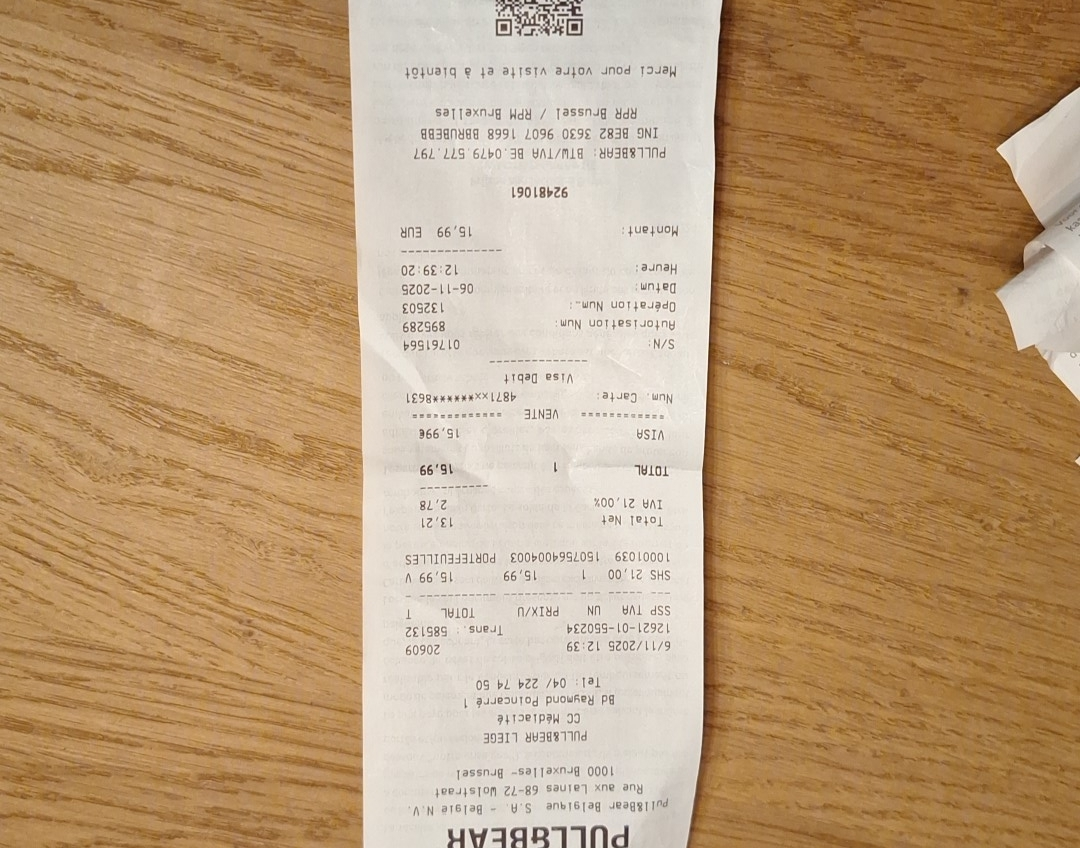 PULL&BEAR
Pull&Bear Belgique S.A. - België N.V.
Rue aux Laines 68-72 Wolstraat
1000 Bruxelles- Brussel
PULL&BEAR LIEGE
CC Médiacité
Bd Raymond Poincarré 1
Tel: 04/ 224 74 50
6/11/2025 12:39 20609
12621-01-550234 Trans.: 585132
SSP TVA UN PRIX/U TOTAL T
---- ----- --- ------ -------- -
SHS 21,00 1 15,99 15,99 V
10001039 1507564004003 PORTEFEUILLES
Total Net 13,21
IVA 21,00% 2,78
----------
TOTAL 1 15,99
VISA 15,99€
============ VENTE =============
Num. Carte: 4871xx******8631
Visa Debit
--------------
S/N: 01761564
Autorisation Num 895289
Opération Num.: 132503
Datum: 06-11-2025
Heure: 12:39:20
---------------
Montant: 15,99 EUR
92481061
PULL&BEAR: BTW/TVA BE.0479.577.797
ING BE82 3630 9607 1668 BBRUBEBB
RPR Brussel / RPM Bruxelles
Merci pour votre visite et à bientôt